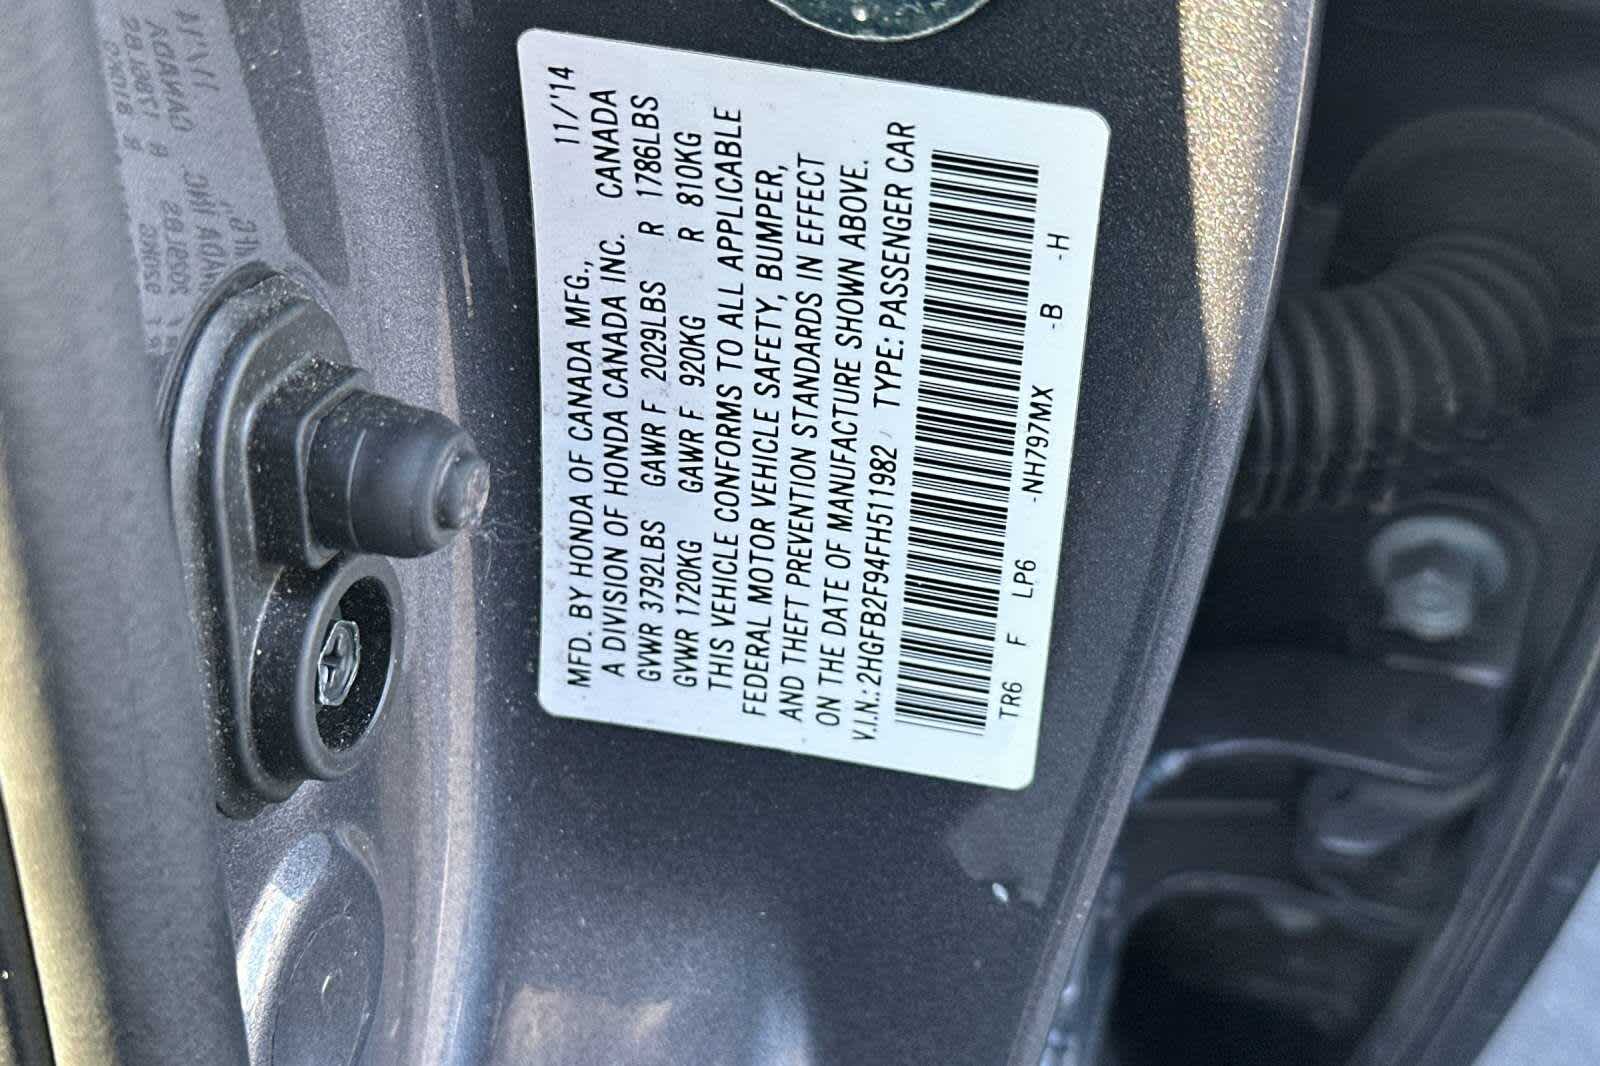 MFD. BY HONDA OF CANADA MFG., 11/'14
A DIVISION OF HONDA CANADA INC. CANADA
GVWR 3792LBS GAWR F 2029LBS R 1786LBS
GVWR 1720KG GAWR F 920KG R 810KG
THIS VEHICLE CONFORMS TO ALL APPLICABLE
FEDERAL MOTOR VEHICLE SAFETY, BUMPER,
AND THEFT PREVENTION STANDARDS IN EFFECT
ON THE DATE OF MANUFACTURE SHOWN ABOVE.
V.I.N.: 2HGFB2F94FH511982 TYPE: PASSENGER CAR
TR6 F LP6 -NH797MX -B -H